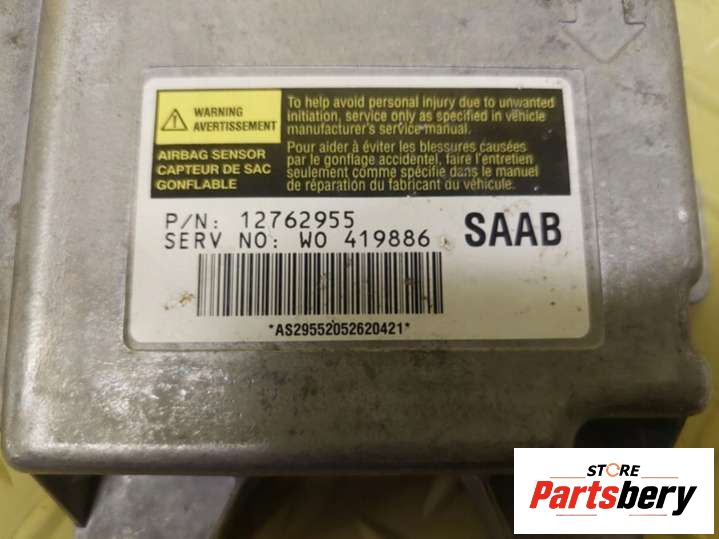 WARNING
AVERTISSEMENT
To help avoid personal injury due to unwanted
initiation, service only as specified in vehicle
manufacturer's service manual.
AIRBAG SENSOR
CAPTEUR DE SAC
GONFLABLE
Pour aider à éviter les blessures causées
par le gonflage accidentel, faire l'entretien
seulement comme spécifié dans le manuel
de réparation du fabricant du véhicule.
P/N: 12762955
SERV NO: WO 419886
SAAB
*AS29552052620421*
STORE
Partsbery